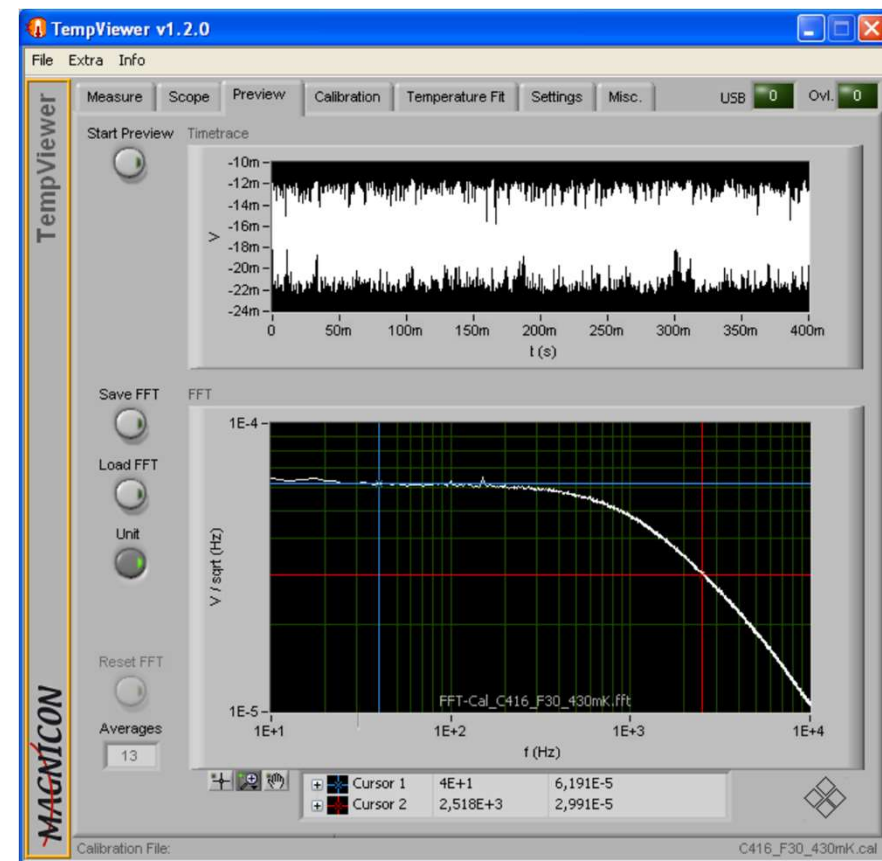 TempViewer v1.2.0
File Extra Info
TempViewer
MAGNICON
Measure Scope Preview Calibration Temperature Fit Settings Misc. USB 0 Ovl. 0
Start Preview
Timetrace
-10m
-12m
-14m
-16m
-18m
-20m
-22m
-24m
V
0 50m 100m 150m 200m 250m 300m 350m 400m
t (s)
Save FFT
Load FFT
Unit
Reset FFT
Averages
13
FFT
1E-4
1E-5
V / sqrt (Hz)
FFT-Cal_C416_F30_430mK.fft
1E+1 1E+2 1E+3 1E+4
f (Hz)
Cursor 1 4E+1 6,191E-5
Cursor 2 2,518E+3 2,991E-5
Calibration File: C416_F30_430mK.cal